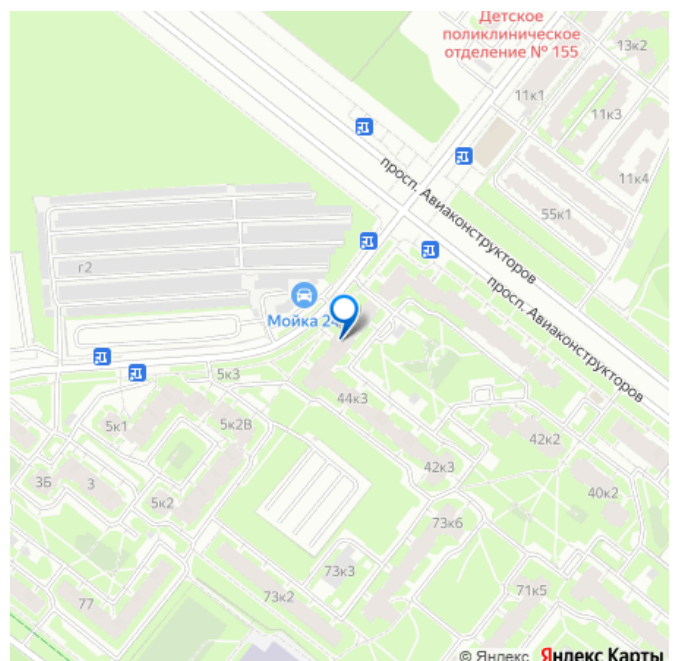 Детское
поликлиническое
отделение № 155
13к2
11к1
11к3
11к4
55к1
просп. Авиаконструкторов
просп. Авиаконструкторов
г2
Мойка 24
5к3
44к3
5к1
5к2В
42к2
42к3
40к2
3Б
3
5к2
73к6
73к3
73к2
71к5
77
© Яндекс Яндекс Карты